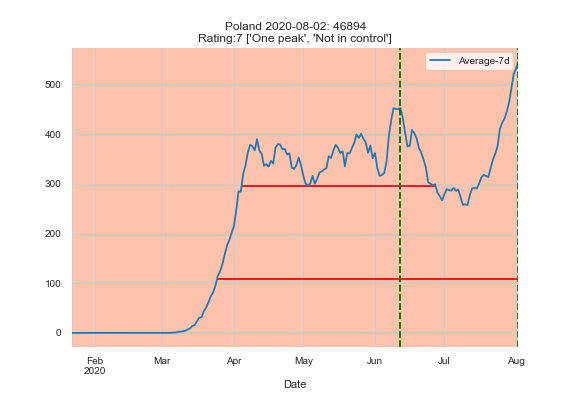 Poland 2020-08-02: 46894
Rating:7 ['One peak', 'Not in control']
Average-7d
500
400
300
200
100
0
Feb Mar Apr May Jun Jul Aug
2020
Date